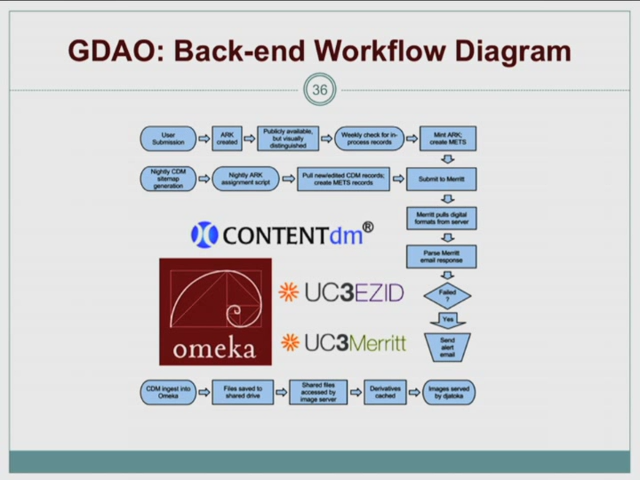 GDAO: Back-end Workflow Diagram
36
User
Submission
ARK
created
Publicly available,
but visually
distinguished
Weekly check for in-
process records
Mint ARK;
create METS
Nightly CDM
sitemap
generation
Nightly ARK
assignment script
Pull new/edited CDM records;
create METS records
Submit to Merritt
Merritt pulls digital
formats from server
CONTENTdm®
Parse Merritt
email response
UC3EZID
Failed
?
Yes
omeka
UC3Merritt
Send
alert
email
CDM ingest into
Omeka
Files saved to
shared drive
Shared files
accessed by
image server
Derivatives
cached
Images served
by djatoka